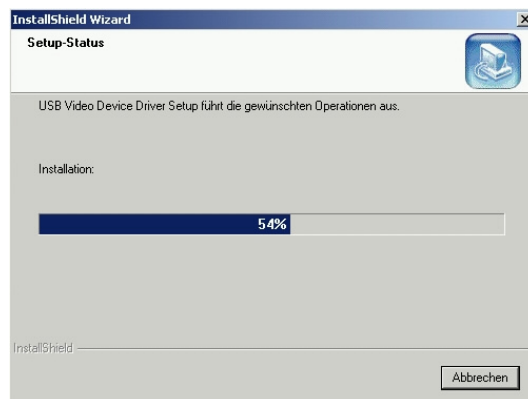 InstallShield Wizard
Setup-Status
USB Video Device Driver Setup führt die gewünschten Operationen aus.
Installation:
54%
InstallShield
Abbrechen